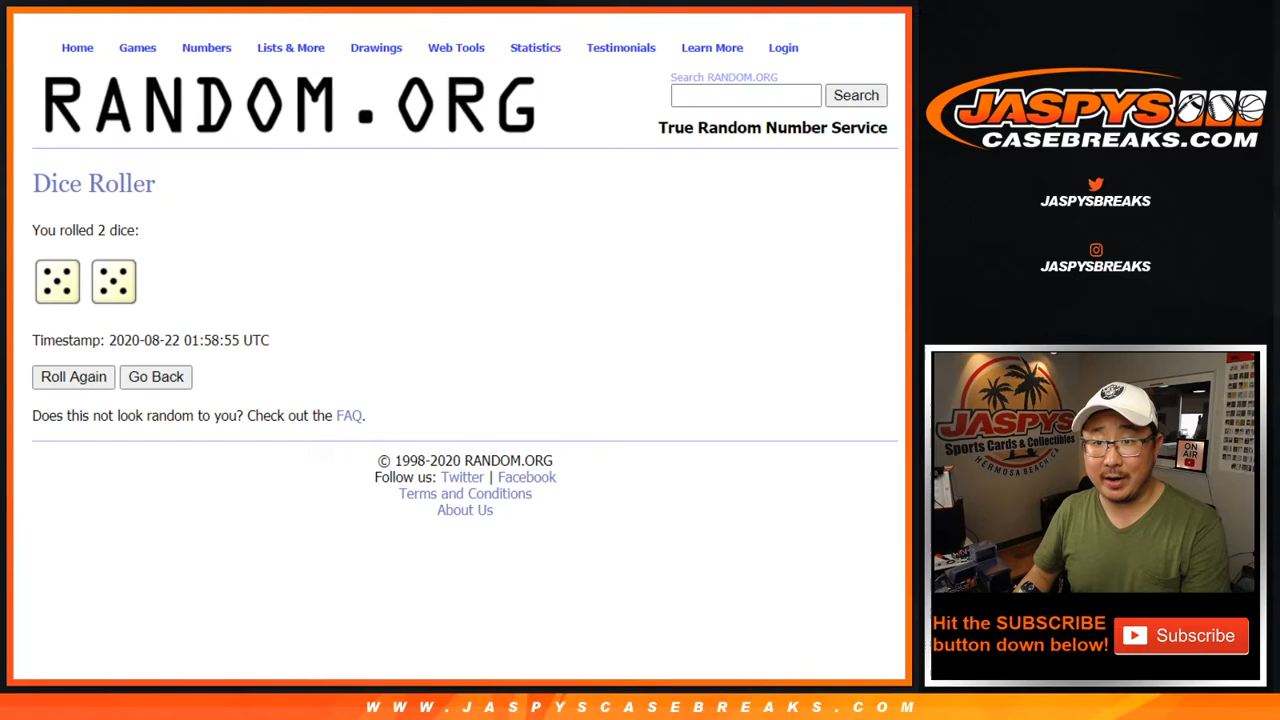 Home Games Numbers Lists & More Drawings Web Tools Statistics Testimonials Learn More Login
RANDOM.ORG
Search RANDOM.ORG
Search
True Random Number Service
Dice Roller
You rolled 2 dice:
Timestamp: 2020-08-22 01:58:55 UTC
Roll Again Go Back
Does this not look random to you? Check out the FAQ.
© 1998-2020 RANDOM.ORG
Follow us: Twitter | Facebook
Terms and Conditions
About Us
JASPYS
CASEBREAKS.COM
JASPYSBREAKS
JASPYSBREAKS
JASPYS
Sports Cards & Collectibles
HERMOSA BEACH
ON
AIR
Hit the SUBSCRIBE
button down below!
Subscribe
WWW.JASPYSCASEBREAKS.COM